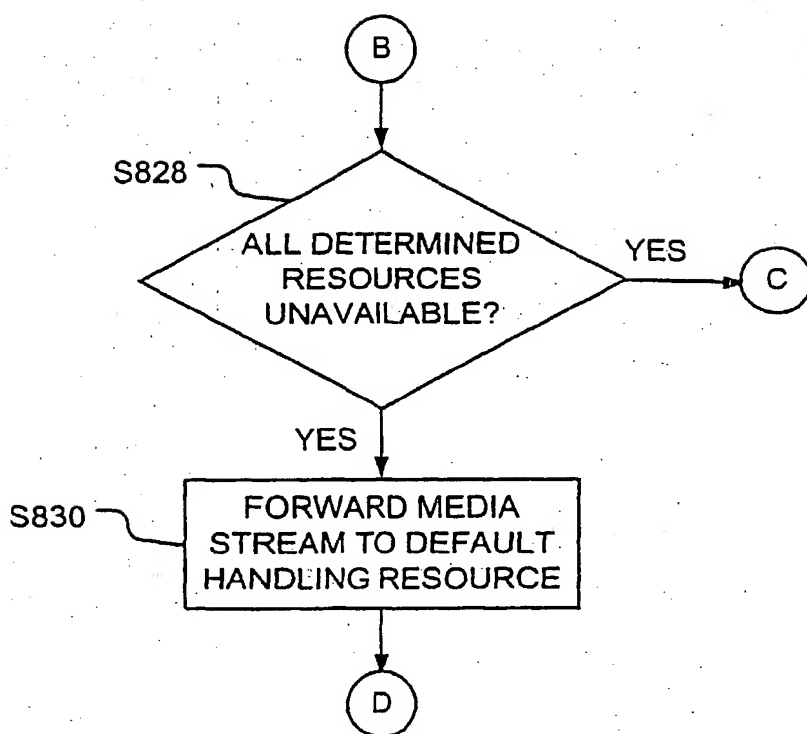 B
S828
ALL DETERMINED
RESOURCES
UNAVAILABLE?
YES
C
YES
S830
FORWARD MEDIA
STREAM TO DEFAULT
HANDLING RESOURCE
D